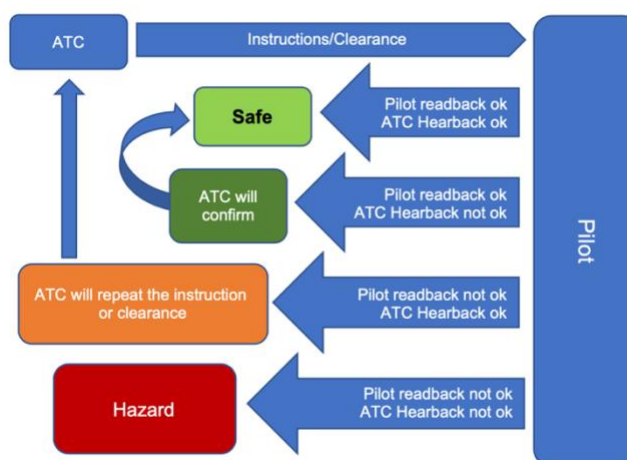 ATC
Instructions/Clearance
Safe
Pilot readback ok
ATC Hearback ok
ATC will
confirm
Pilot readback ok
ATC Hearback not ok
ATC will repeat the instruction
or clearance
Pilot readback not ok
ATC Hearback ok
Hazard
Pilot readback not ok
ATC Hearback not ok
Pilot